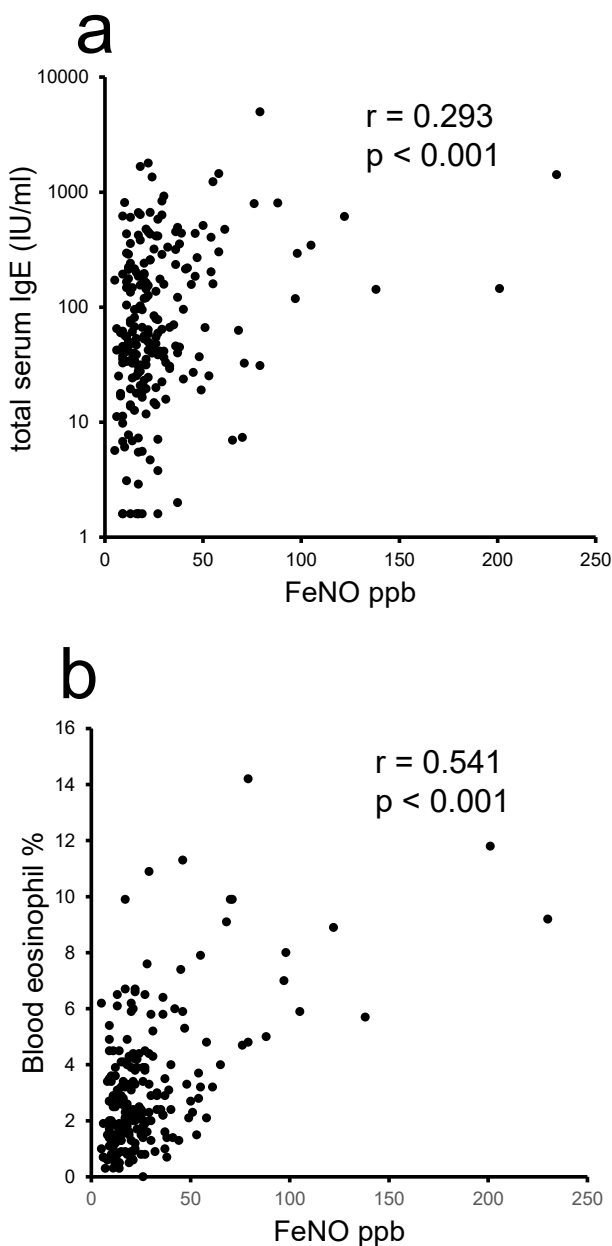 a
10000
r = 0.293
p < 0.001
1000
100
10
1
total serum IgE (IU/ml)
0 50 100 150 200 250
FeNO ppb
b
16
r = 0.541
p < 0.001
14
12
10
8
6
4
2
0
Blood eosinophil %
0 50 100 150 200 250
FeNO ppb